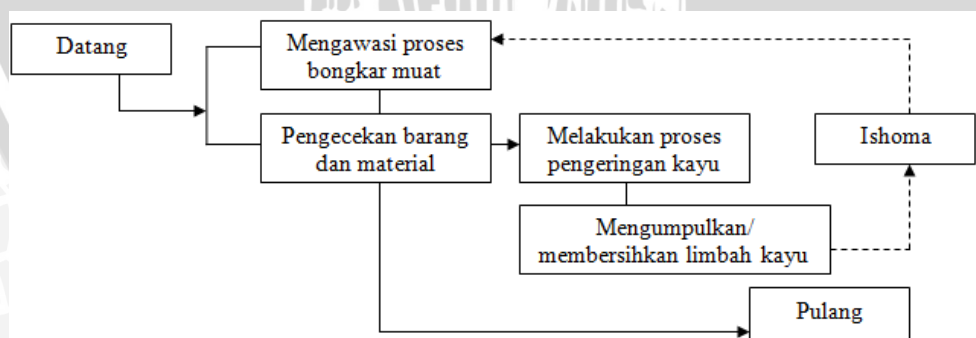 Datang
Mengawasi proses
bongkar muat
Pengecekan barang
dan material
Melakukan proses
pengeringan kayu
Ishoma
Mengumpulkan/
membersihkan limbah kayu
Pulang